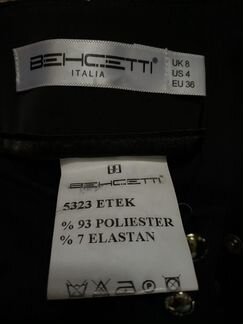 BEHCETTI
ITALIA
UK 8
US 4
EU 36
BEHCETTI
5323 ETEK
% 93 POLIESTER
% 7 ELASTAN